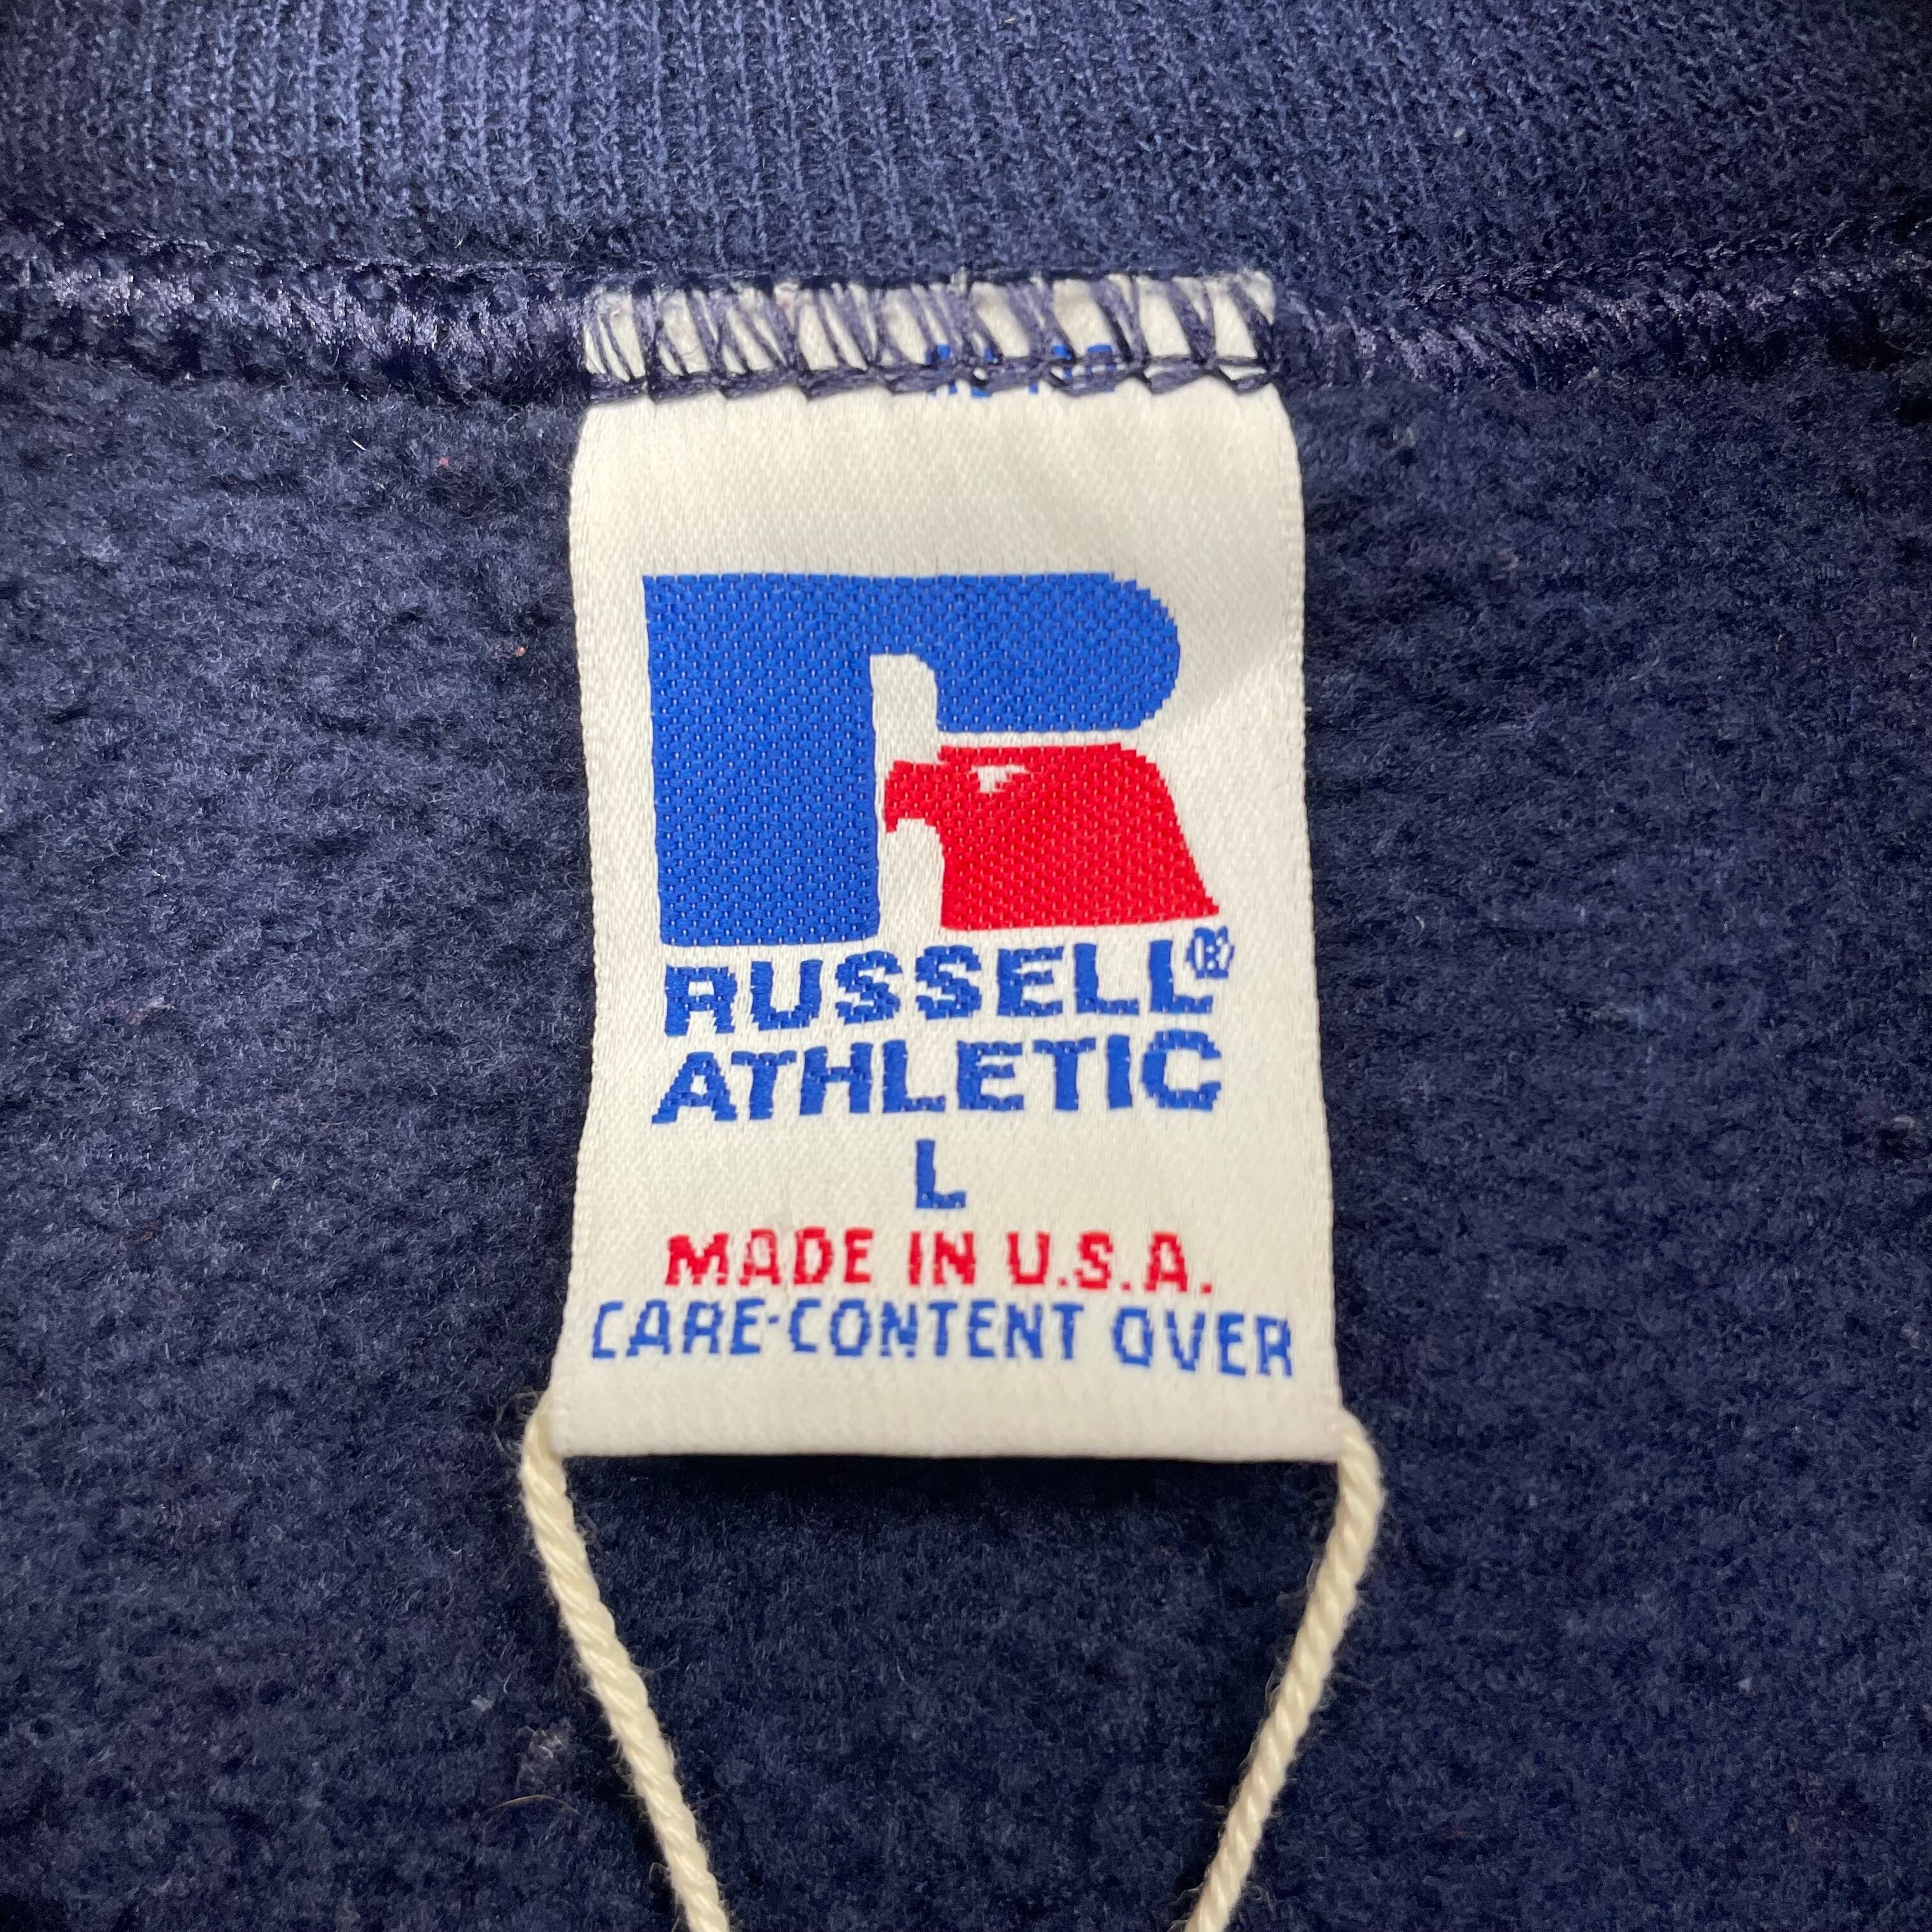 RUSSELL®
ATHLETIC
L
MADE IN U.S.A.
CARE-CONTENT OVER